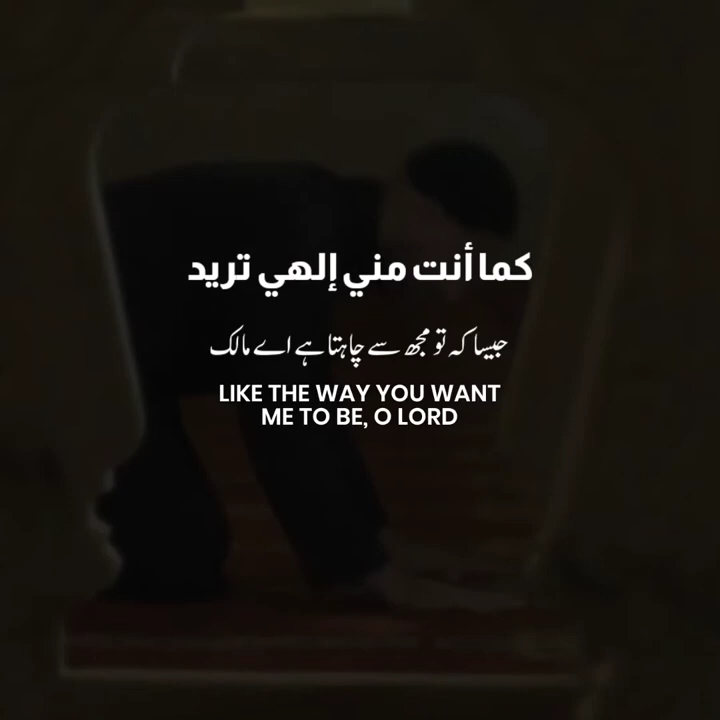 كما أنت مني إلهي تريد
جیسا کہ تو مجھ سے چاہتا ہے اے مالک
LIKE THE WAY YOU WANT
ME TO BE, O LORD